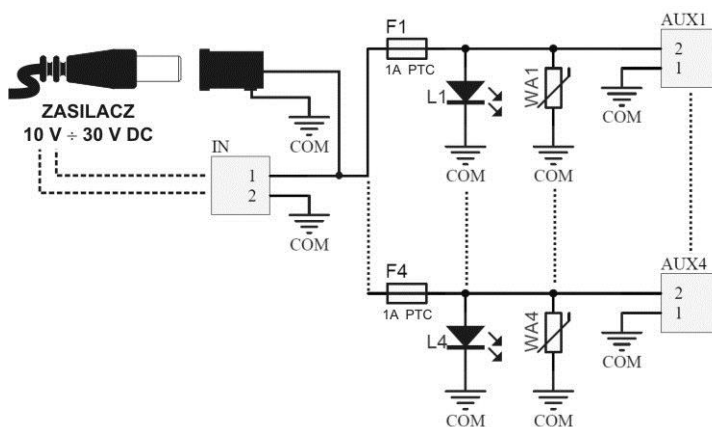 F1
AUX1
1A PTC
2
1
L1
WA1
COM
COM
COM
COM
ZASILACZ
10 V ÷ 30 V DC
IN
1
2
COM
F4
AUX4
1A PTC
2
1
L4
WA4
COM
COM
COM